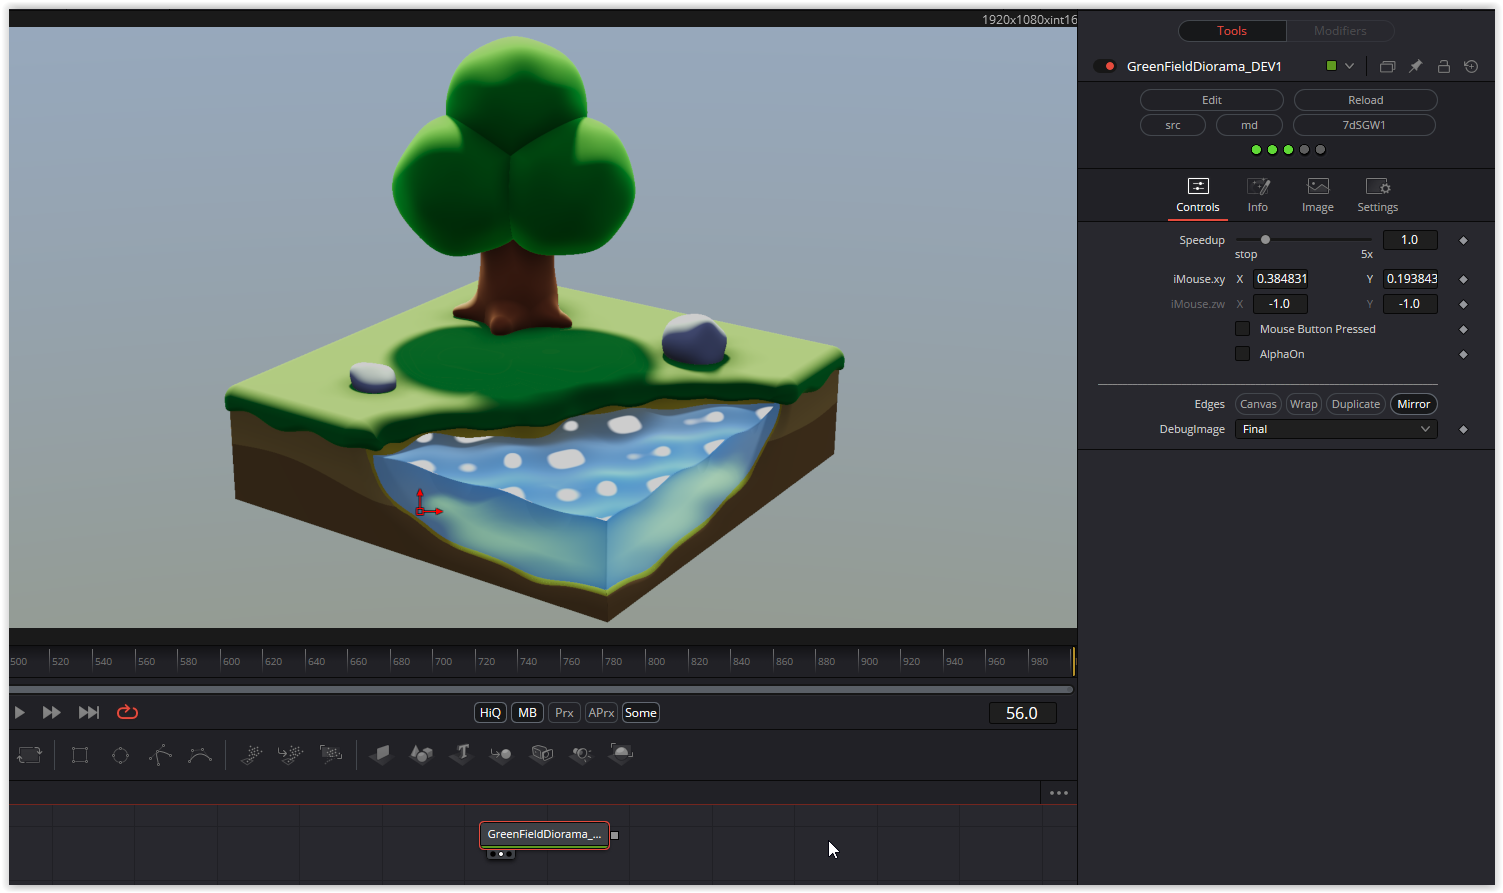 1920x1080xint16
Tools
Modifiers
GreenFieldDiorama_DEV1
Edit
Reload
src
md
7dSGW1
Controls
Info
Image
Settings
Speedup
1.0
stop
5x
iMouse.xy X 0.384831 Y 0.193843
iMouse.zw X -1.0 Y -1.0
Mouse Button Pressed
AlphaOn
Edges Canvas Wrap Duplicate Mirror
DebugImage Final
500 520 540 560 580 600 620 640 660 680 700 720 740 760 780 800 820 840 860 880 900 920 940 960 980
HiQ MB Prx APrx Some
56.0
GreenFieldDiorama_...